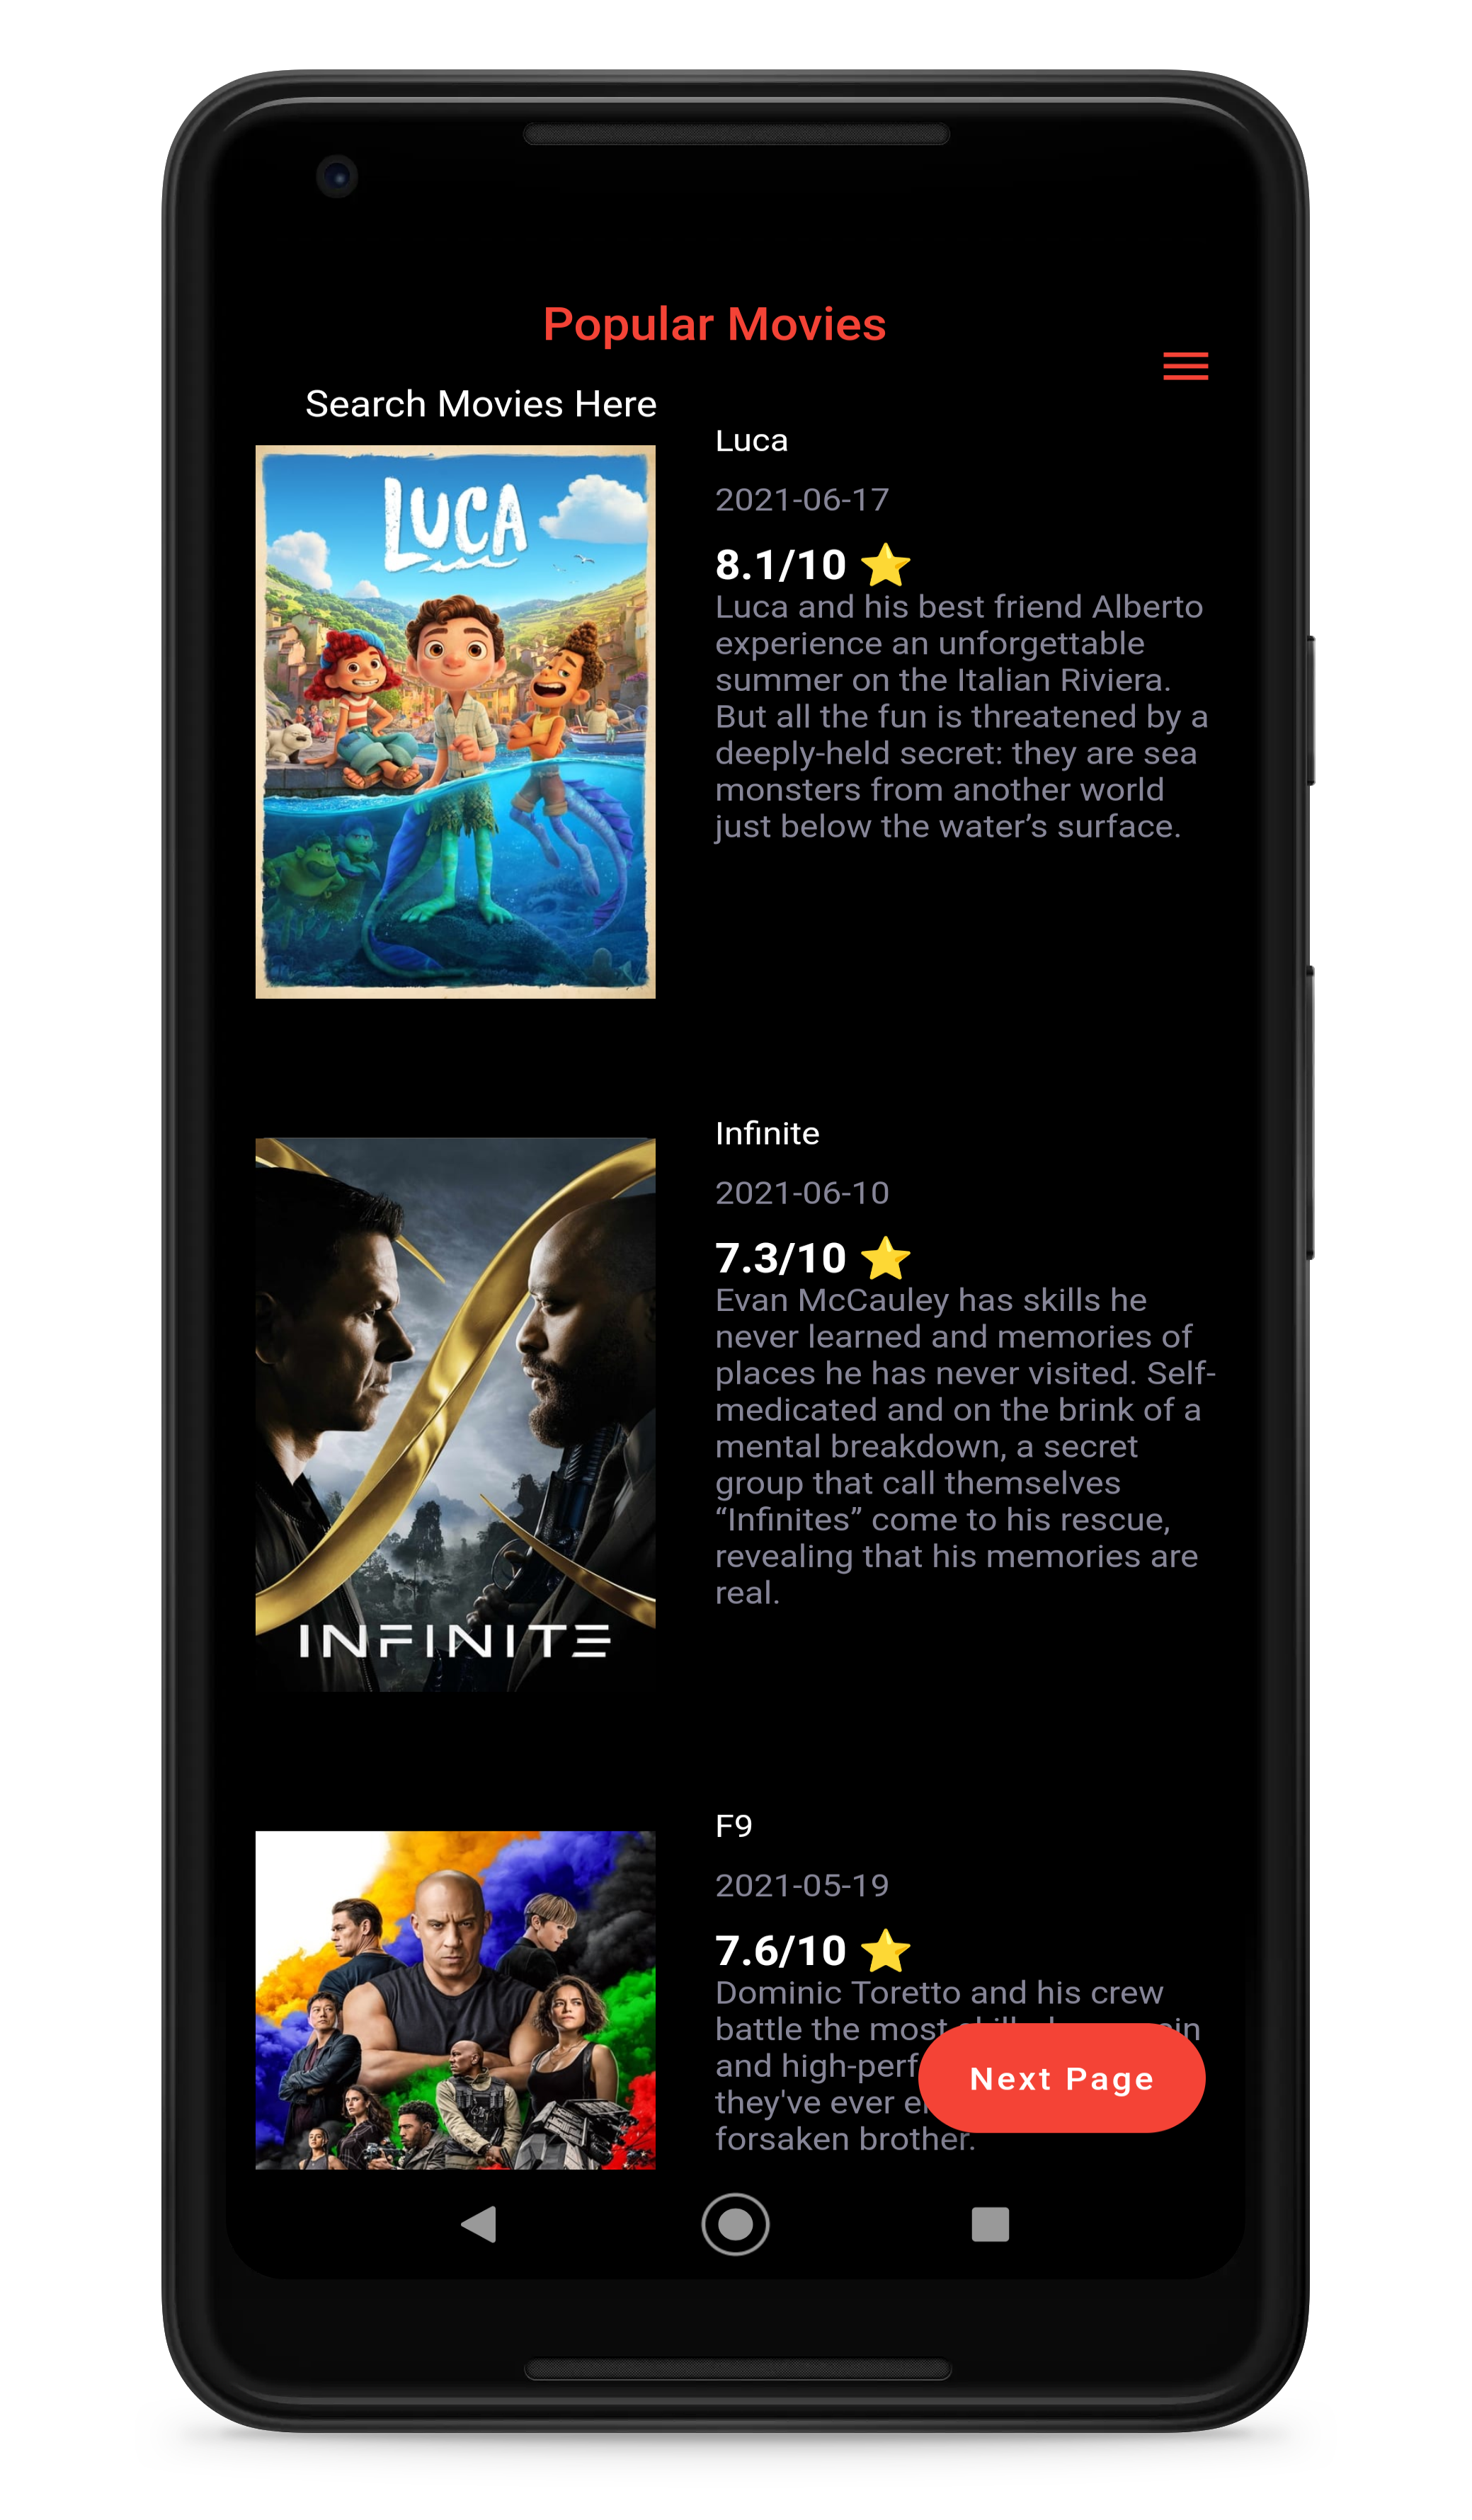 Popular Movies
Search Movies Here
LUCA
Luca
2021-06-17
8.1/10 ⭐
Luca and his best friend Alberto
experience an unforgettable
summer on the Italian Riviera.
But all the fun is threatened by a
deeply-held secret: they are sea
monsters from another world
just below the water’s surface.
INFINITE
Infinite
2021-06-10
7.3/10 ⭐
Evan McCauley has skills he
never learned and memories of
places he has never visited. Self-
medicated and on the brink of a
mental breakdown, a secret
group that call themselves
“Infinites” come to his rescue,
revealing that his memories are
real.
F9
2021-05-19
7.6/10 ⭐
Dominic Toretto and his crew
battle the most
and
they've ever
forsaken brother.
Next Page